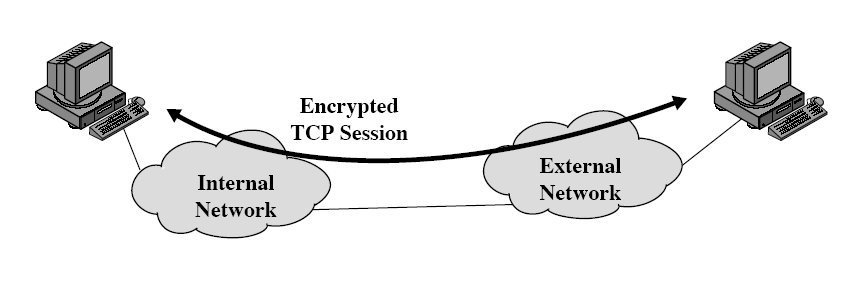 Encrypted
TCP Session
Internal
Network
External
Network